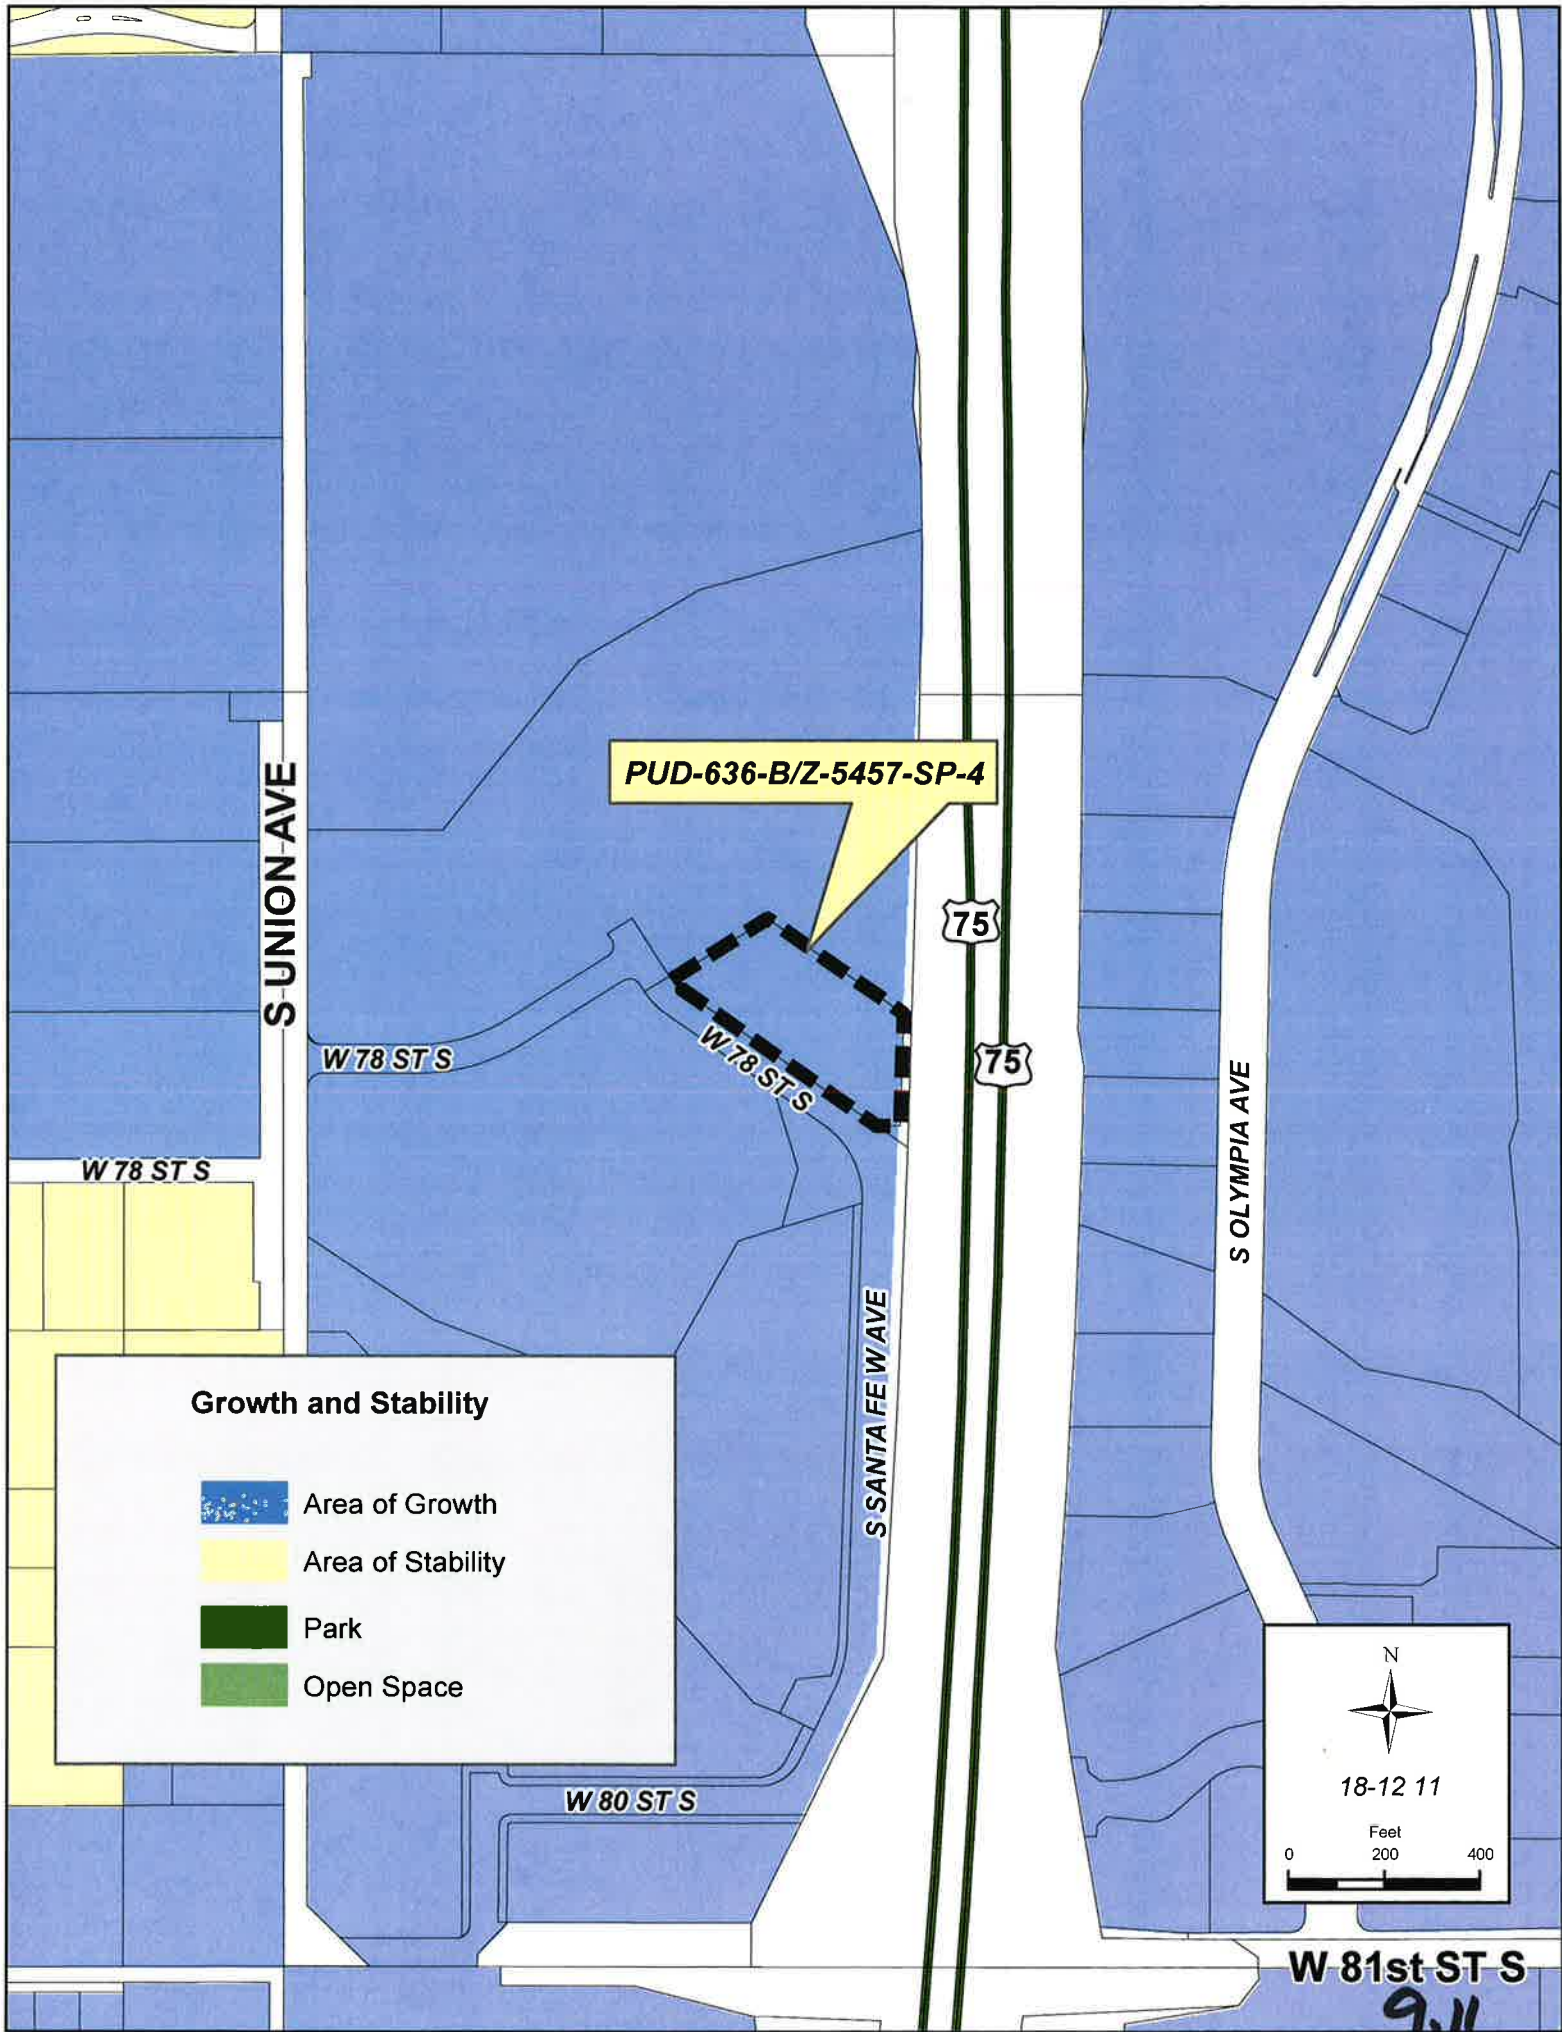 PUD-636-B/Z-5457-SP-4
S UNION AVE
75
75
W 78 ST S
W 78 ST S
W 78 ST S
S OLYMPIA AVE
S SANTA FE W AVE
Growth and Stability
Area of Growth
Area of Stability
Park
Open Space
W 80 ST S
N
18-12 11
Feet
0 200 400
W 81st ST S
9.11